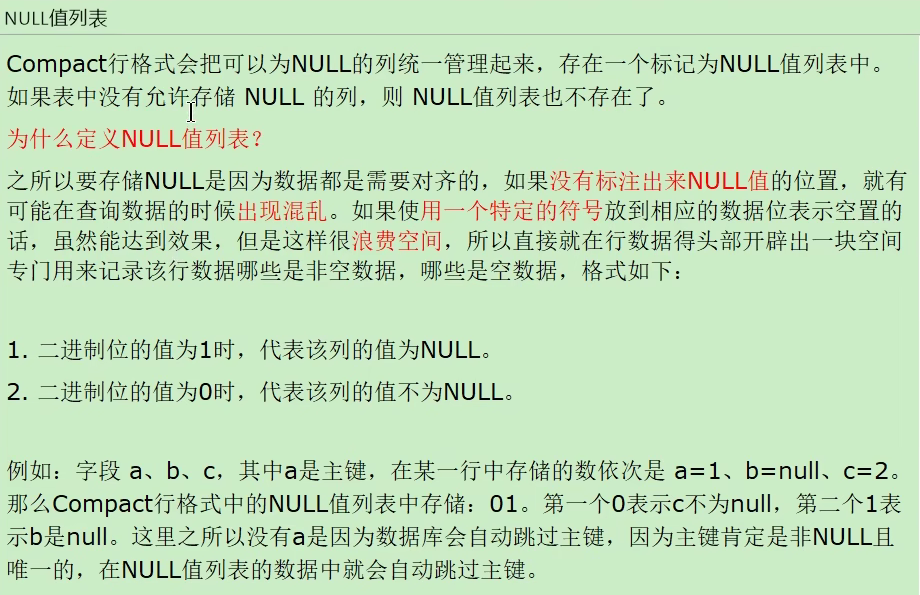 NULL值列表
Compact行格式会把可以为NULL的列统一管理起来，存在一个标记为NULL值列表中。
如果表中没有允许存储 NULL 的列，则 NULL值列表也不存在了。
为什么定义NULL值列表？
之所以要存储NULL是因为数据都是需要对齐的，如果没有标注出来NULL值的位置，就有
可能在查询数据的时候出现混乱。如果使用一个特定的符号放到相应的数据位表示空置的
话，虽然能达到效果，但是这样很浪费空间，所以直接就在行数据得头部开辟出一块空间
专门用来记录该行数据哪些是非空数据，哪些是空数据，格式如下：
1. 二进制位的值为1时，代表该列的值为NULL。
2. 二进制位的值为0时，代表该列的值不为NULL。
例如：字段 a、b、c，其中a是主键，在某一行中存储的数依次是 a=1、b=null、c=2。
那么Compact行格式中的NULL值列表中存储：01。第一个0表示c不为null，第二个1表
示b是null。这里之所以没有a是因为数据库会自动跳过主键，因为主键肯定是非NULL且
唯一的，在NULL值列表的数据中就会自动跳过主键。